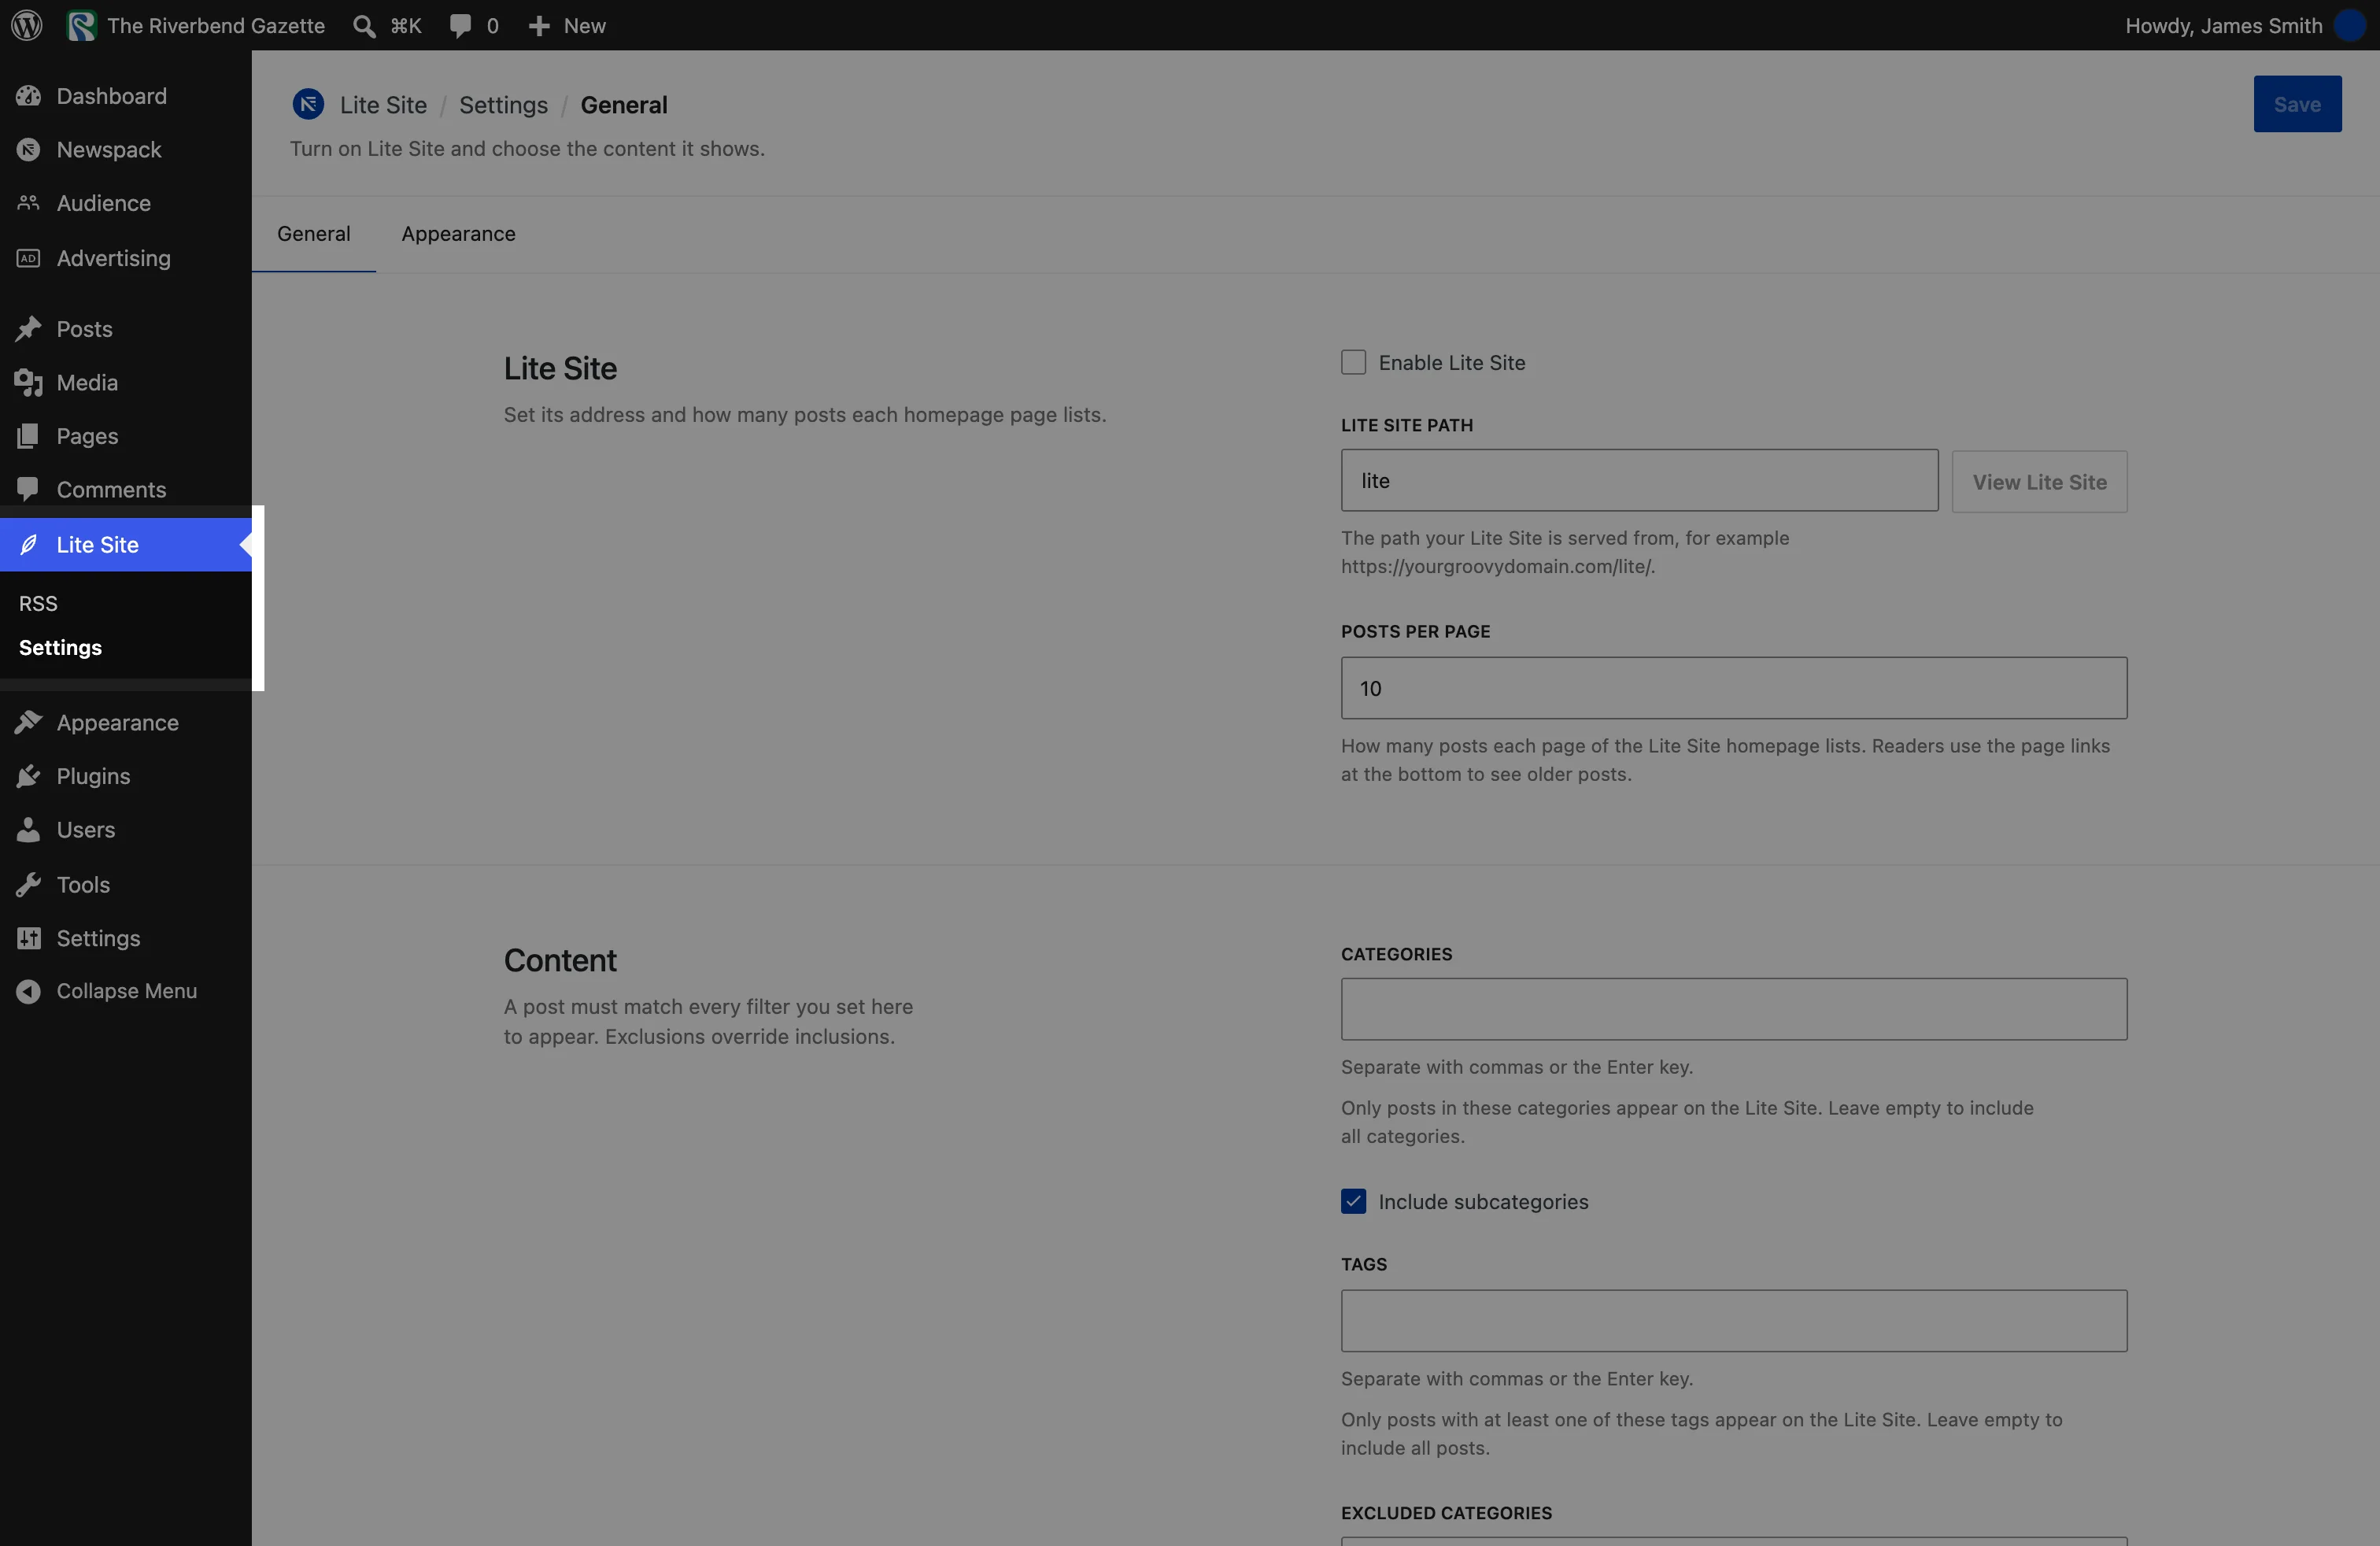 The Riverbend Gazette
⌘K
0
New
Howdy, James Smith
Dashboard
Newspack
Audience
AD
Advertising
Posts
Media
Pages
Comments
Lite Site
RSS
Settings
Appearance
Plugins
Users
Tools
Settings
Collapse Menu
Lite Site / Settings / General
Turn on Lite Site and choose the content it shows.
Save
General
Appearance
Lite Site
Set its address and how many posts each homepage page lists.
Enable Lite Site
LITE SITE PATH
lite
View Lite Site
The path your Lite Site is served from, for example
https://yourgroovydomain.com/lite/.
POSTS PER PAGE
10
How many posts each page of the Lite Site homepage lists. Readers use the page links
at the bottom to see older posts.
Content
A post must match every filter you set here
to appear. Exclusions override inclusions.
CATEGORIES
Separate with commas or the Enter key.
Only posts in these categories appear on the Lite Site. Leave empty to include
all categories.
Include subcategories
TAGS
Separate with commas or the Enter key.
Only posts with at least one of these tags appear on the Lite Site. Leave empty to
include all posts.
EXCLUDED CATEGORIES